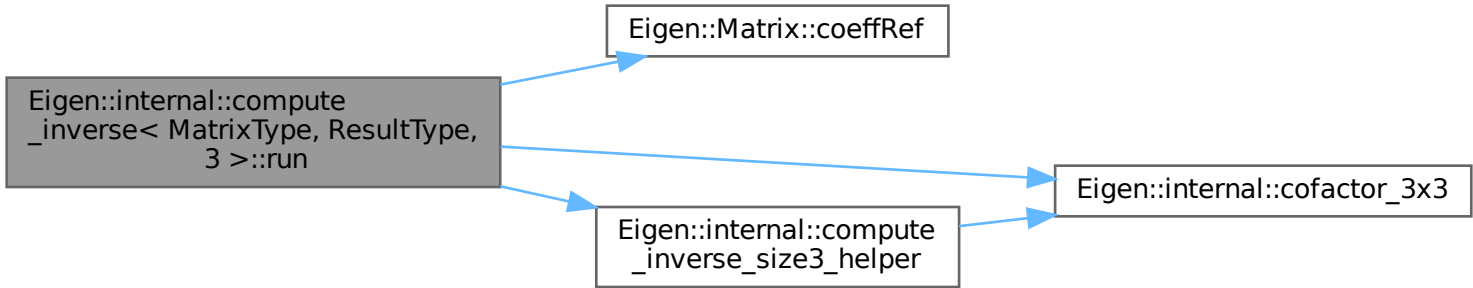 Eigen::Matrix::coeffRef
Eigen::internal::compute
_inverse< MatrixType, ResultType,
3 >::run
Eigen::internal::cofactor_3x3
Eigen::internal::compute
_inverse_size3_helper